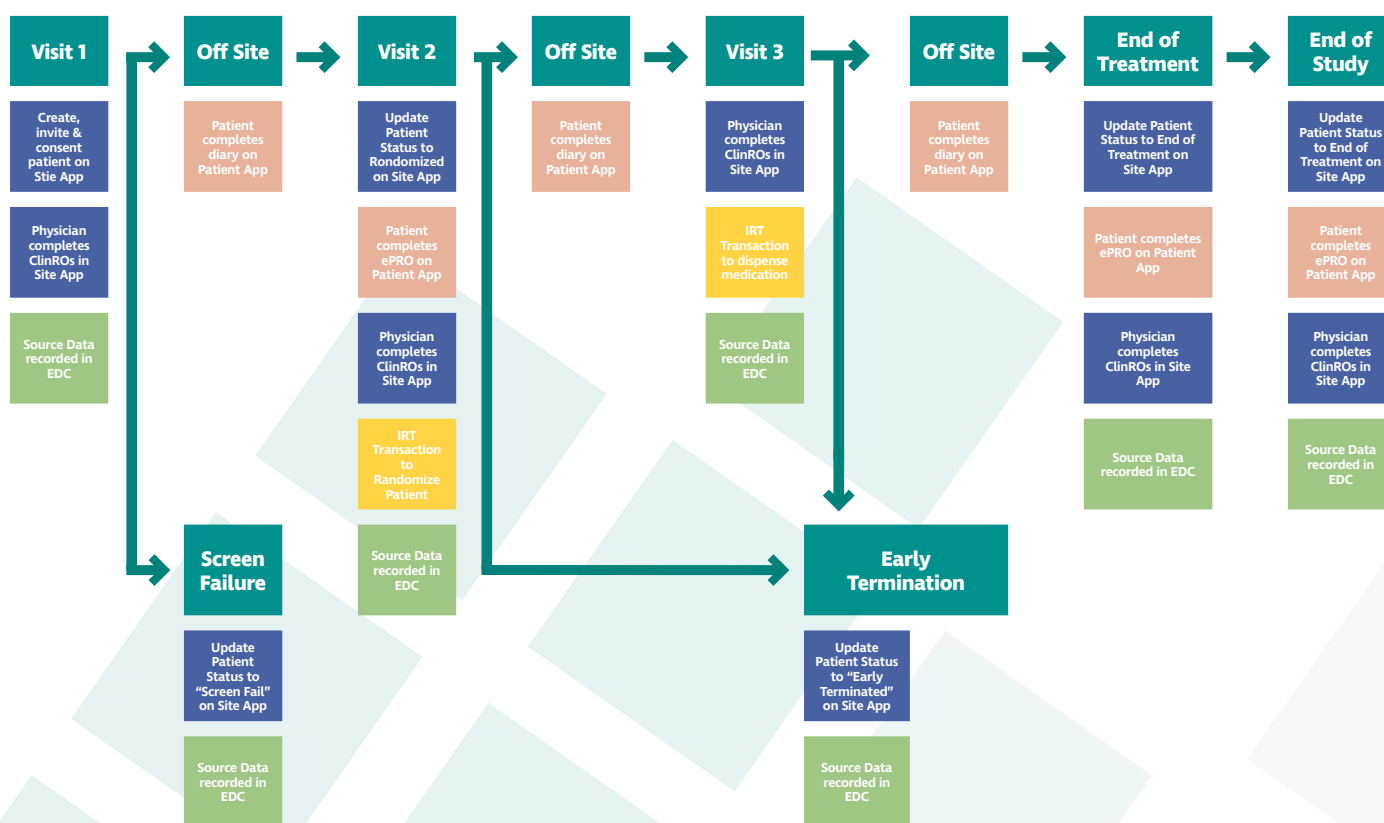 Visit 1
Off Site
Visit 2
Off Site
Visit 3
Off Site
End of
Treatment
End of
Study
Create,
invite &
consent
patient on
Stie App
Physician
completes
ClinROs in
Site App
Source Data
recorded in
EDC
Patient
completes
diary on
Patient App
Update
Patient
Status to
Rondomized
on Site App
Patient
completes
ePRO on
Patient App
Physician
completes
ClinROs in
Site App
IRT
Transaction
to
Randomize
Patient
Source Data
recorded in
EDC
Patient
completes
diary on
Patient App
Physician
completes
ClinROs in
Site App
IRT
Transaction
to dispense
medication
Source Data
recorded in
EDC
Patient
completes
diary on
Patient App
Update Patient
Status to End of
Treatment on
Site App
Patient completes
ePRO on Patient
App
Physician
completes
ClinROs in Site
App
Source Data
recorded in EDC
Update
Patient Status
to End of
Treatment on
Site App
Patient
completes
ePRO on
Patient App
Physician
completes
ClinROs in
Site App
Source Data
recorded in
EDC
Screen
Failure
Update
Patient
Status to
“Screen Fail”
on Site App
Source Data
recorded in
EDC
Early
Termination
Update
Patient Status
to “Early
Terminated”
on Site App
Source Data
recorded in
EDC